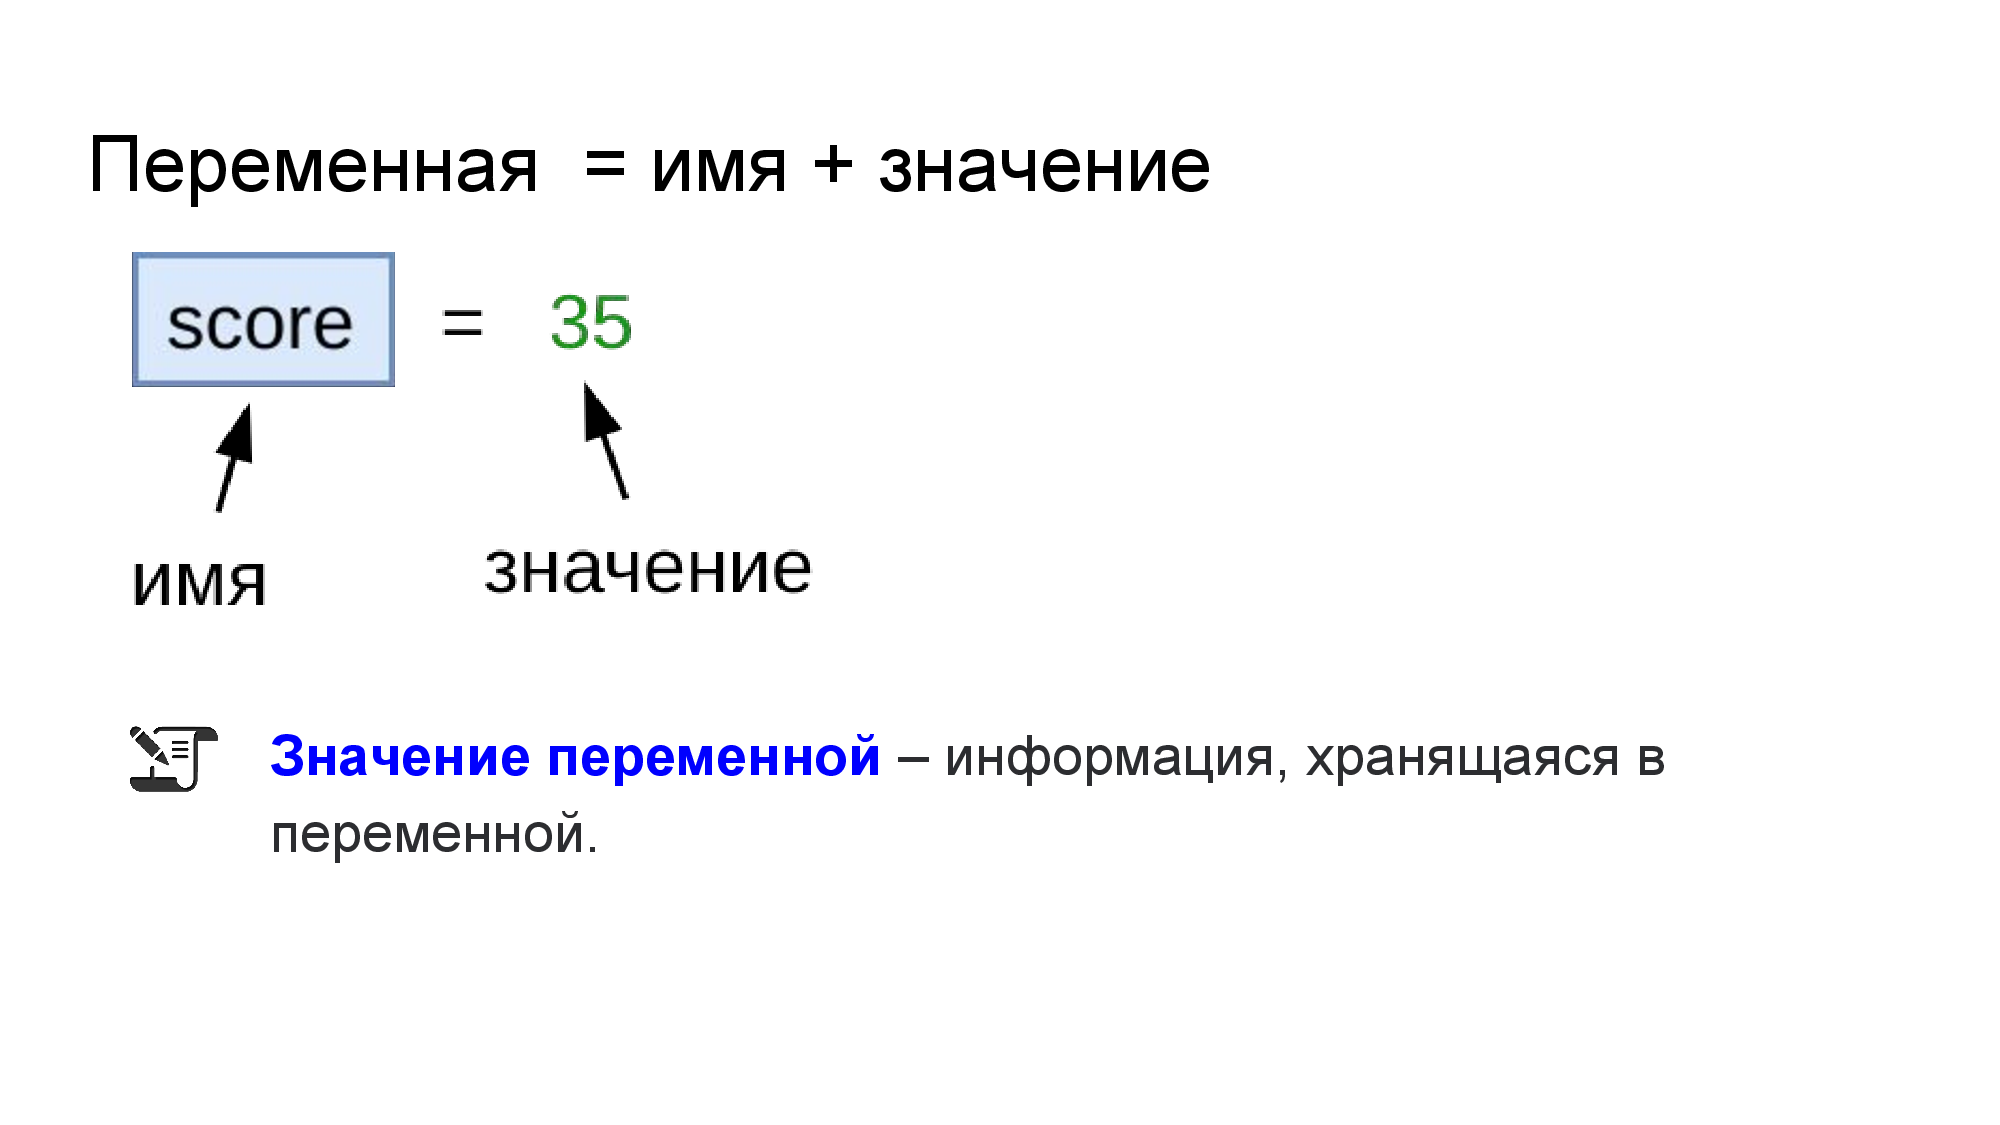 Переменная = имя + значение
score = 35
имя значение
Значение переменной – информация, хранящаяся в
переменной.